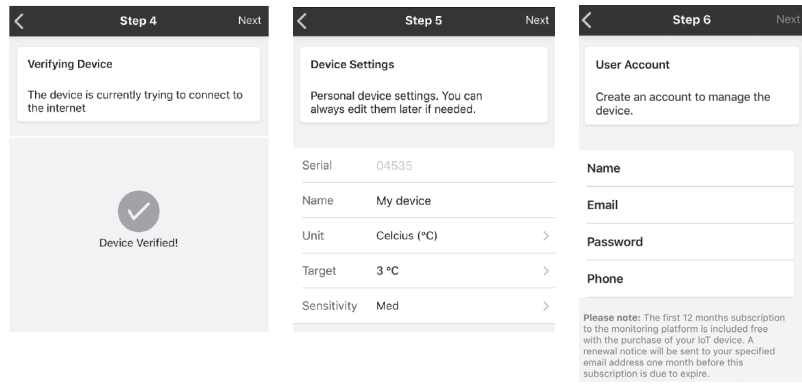 Step 4
Next
Verifying Device
The device is currently trying to connect to
the internet
Device Verified!
Step 5
Next
Device Settings
Personal device settings. You can
always edit them later if needed.
Serial 04535
Name My device
Unit Celcius (°C)
Target 3 °C
Sensitivity Med
Step 6
Next
User Account
Create an account to manage the
device.
Name
Email
Password
Phone
Please note: The first 12 months subscription
to the monitoring platform is included free
with the purchase of your IoT device. A
renewal notice will be sent to your specified
email address one month before this
subscription is due to expire.